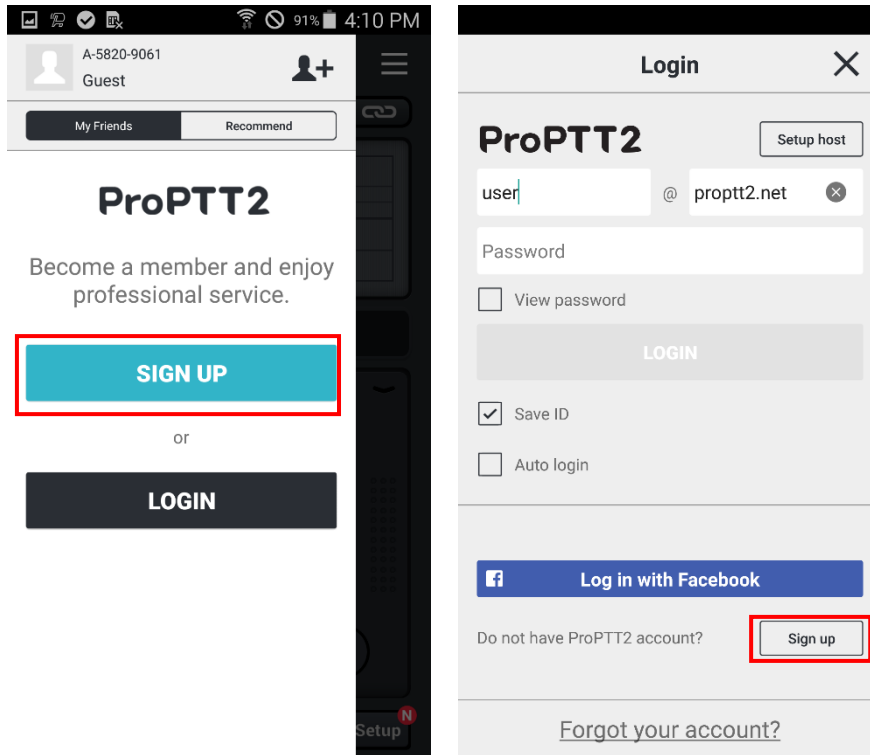 91% 4:10 PM
A-5820-9061
Guest
My Friends Recommend
ProPTT2
Become a member and enjoy
professional service.
SIGN UP
or
LOGIN
Setup
N
Login
ProPTT2 Setup host
user @ proptt2.net
Password
View password
LOGIN
Save ID
Auto login
Log in with Facebook
Do not have ProPTT2 account? Sign up
Forgot your account?